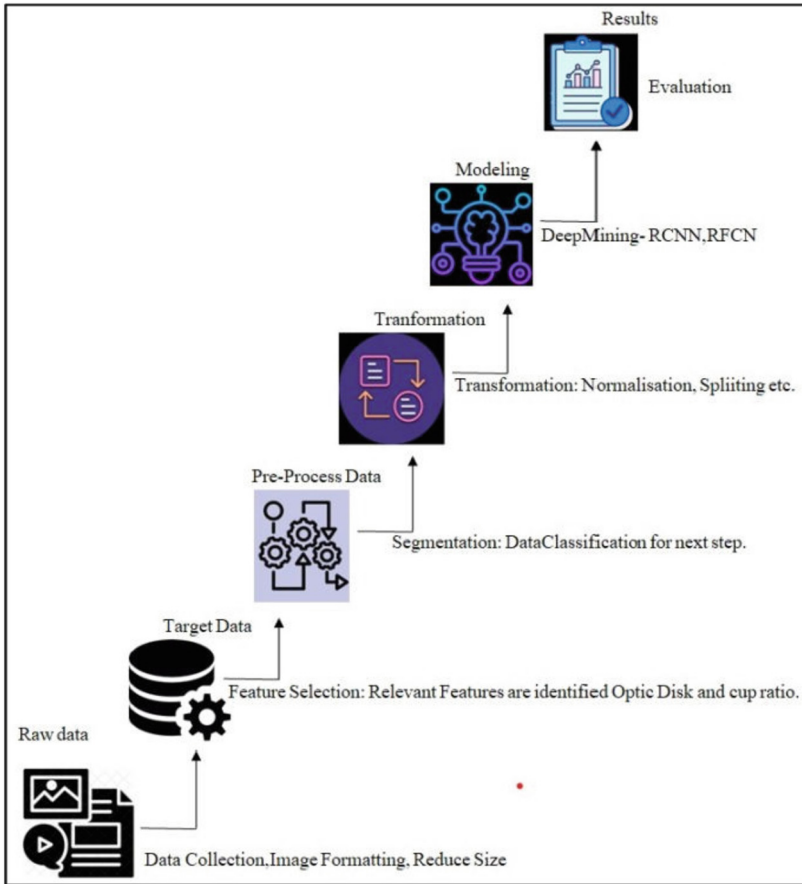 Results
Evaluation
Modeling
DeepMining- RCNN,RFCN
Tranformation
Transformation: Normalisation, Spliiting etc.
Pre-Process Data
Segmentation: DataClassification for next step.
Target Data
Feature Selection: Relevant Features are identified Optic Disk and cup ratio.
Raw data
Data Collection,Image Formatting, Reduce Size